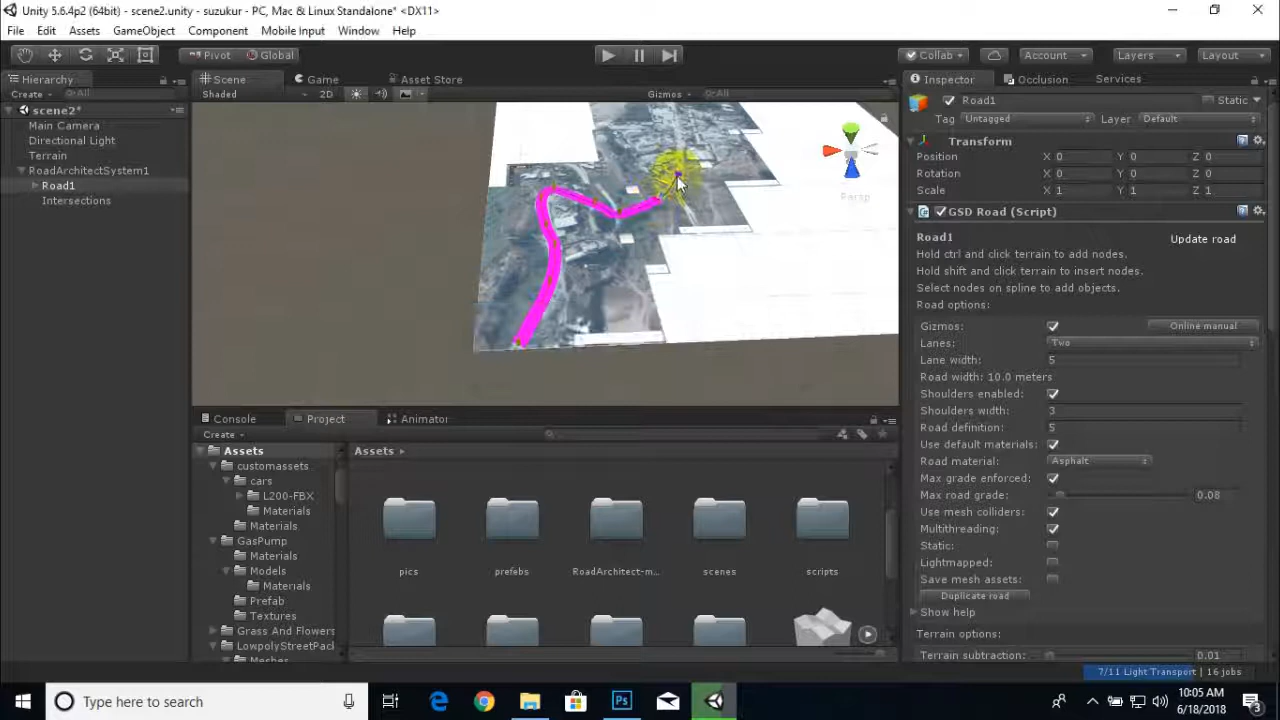 Unity 5.6.4p2 (64bit) - scene2.unity - suzukur - PC, Mac & Linux Standalone* <DX11>
File Edit Assets GameObject Component Mobile Input Window Help
Pivot Global Collab Account Layers Layout
Hierarchy Scene Game Asset Store Inspector Occlusion Services
Create All Shaded 2D Gizmos All
scene2*
Main Camera
Directional Light
Terrain
RoadArchitectSystem1
Road1
Intersections
Persp
Road1 Static
Tag Untagged Layer Default
Transform
Position X 0 Y 0 Z 0
Rotation X 0 Y 0 Z 0
Scale X 1 Y 1 Z 1
GSD Road (Script)
Road1 Update road
Hold ctrl and click terrain to add nodes.
Hold shift and click terrain to insert nodes.
Select nodes on spline to add objects.
Road options:
Gizmos: Online manual
Lanes: Two
Lane width: 5
Road width: 10.0 meters
Shoulders enabled:
Shoulders width: 3
Road definition: 5
Use default materials:
Road material: Asphalt
Max grade enforced:
Max road grade: 0.08
Use mesh colliders:
Multithreading:
Static:
Lightmapped:
Save mesh assets:
Duplicate road
Show help
Terrain options:
Terrain subtraction: 0.01
7/11 Light Transport | 16 jobs
Console Project Animator
Create
Assets
customassets
cars
L200-FBX
Materials
Materials
GasPump
Materials
Models
Materials
Prefab
Textures
Grass And Flowers
LowpolyStreetPacl
Meshes
Assets
pics prefebs RoadArchitect-m... scenes scripts
Type here to search
10:05 AM
6/18/2018
3